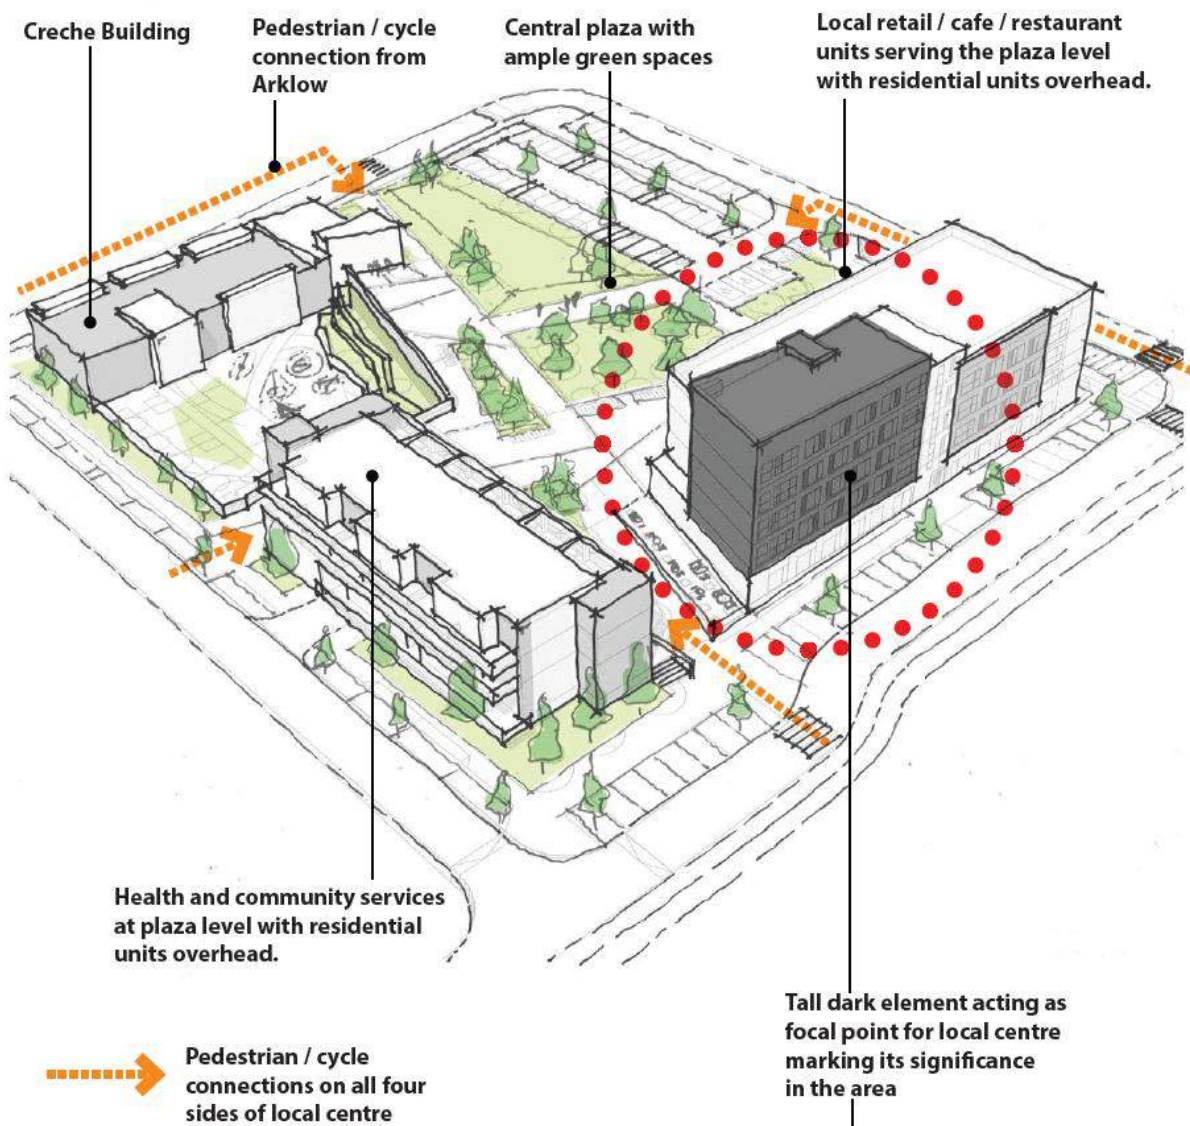 Creche Building
Pedestrian / cycle
connection from
Arklow
Central plaza with
ample green spaces
Local retail / cafe / restaurant
units serving the plaza level
with residential units overhead.
Health and community services
at plaza level with residential
units overhead.
Tall dark element acting as
focal point for local centre
marking its significance
in the area
Pedestrian / cycle
connections on all four
sides of local centre